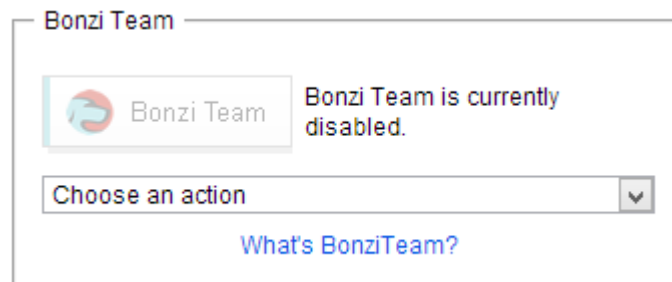 Bonzi Team
Bonzi Team
Bonzi Team is currently
disabled.
Choose an action
What's BonziTeam?